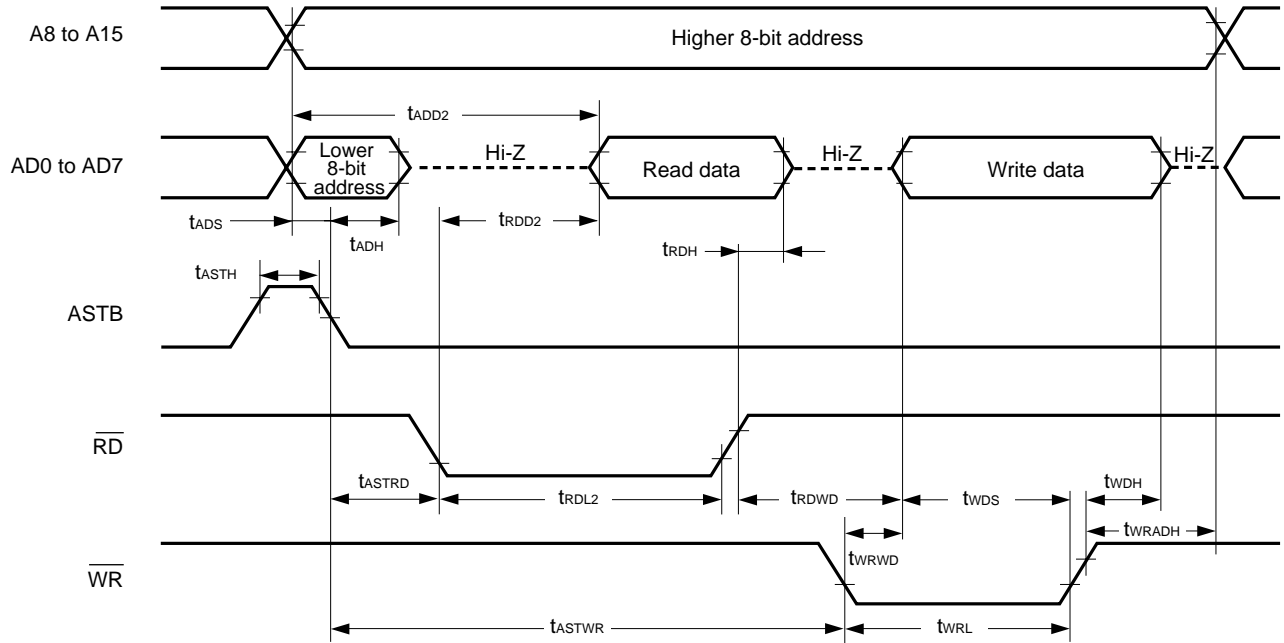 A8 to A15
Higher 8-bit address
tADD2
AD0 to AD7
Lower
8-bit
address
Hi-Z
Read data
Hi-Z
Write data
Hi-Z
tADS
tADH
tRDD2
tRDH
tASTH
ASTB
RD
tASTRD
tRDL2
tRDWD
tWDS
tWDH
tWRADH
tWRWD
WR
tASTWR
tWRL